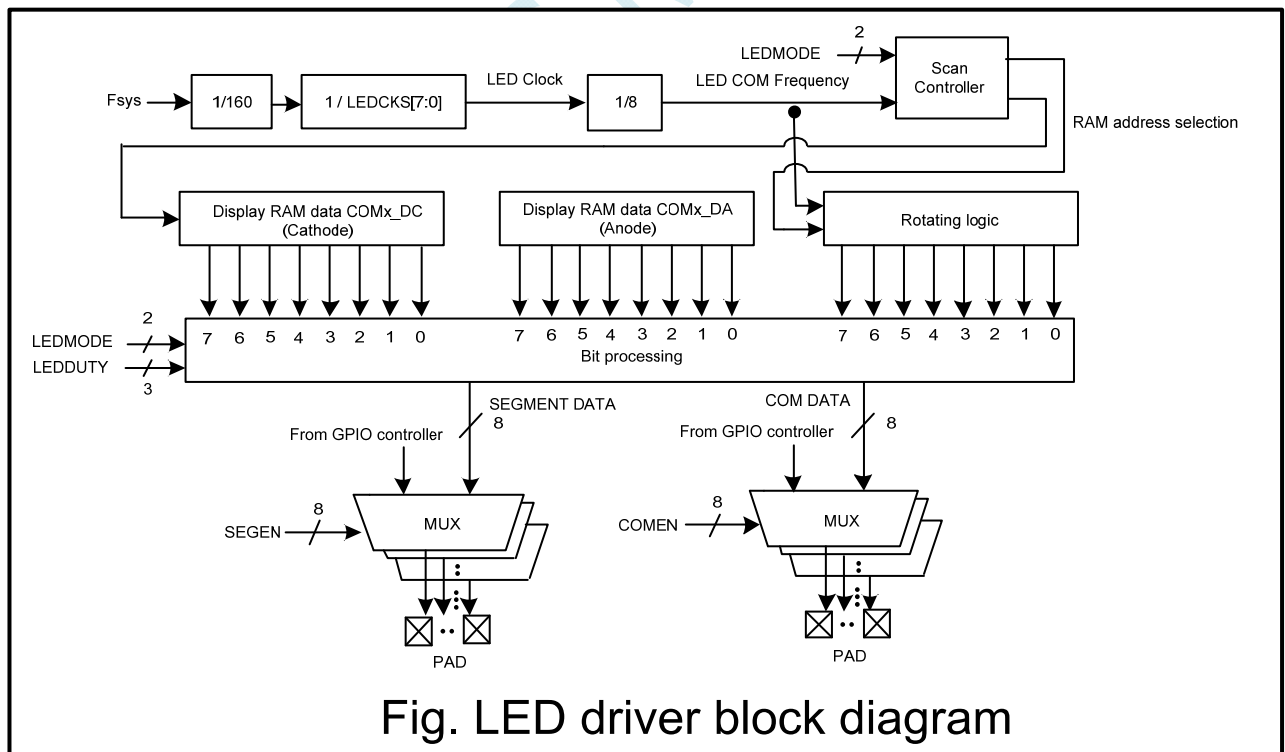 2
LEDMODE
Scan
Controller
LED Clock
LED COM Frequency
Fsys
1/160
1 / LEDCKS[7:0]
1/8
RAM address selection
Display RAM data COMx_DC
(Cathode)
Display RAM data COMx_DA
(Anode)
Rotating logic
2
LEDMODE
7 6 5 4 3 2 1 0
7 6 5 4 3 2 1 0
7 6 5 4 3 2 1 0
Bit processing
LEDDUTY
3
SEGMENT DATA
8
COM DATA
8
From GPIO controller
From GPIO controller
8
SEGEN
MUX
8
COMEN
MUX
PAD
PAD
Fig. LED driver block diagram